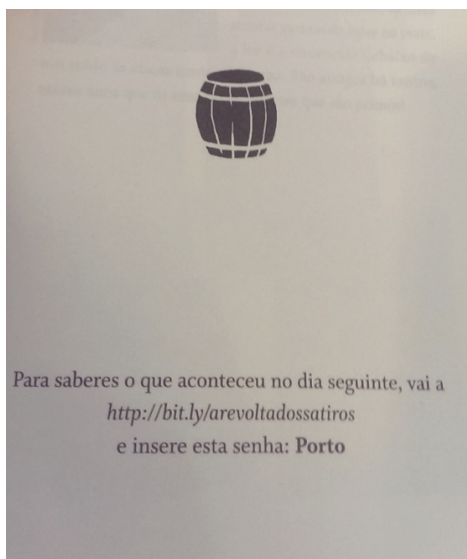 Para saberes o que aconteceu no dia seguinte, vai a
http://bit.ly/arevoltadossatiros
e insere esta senha: Porto